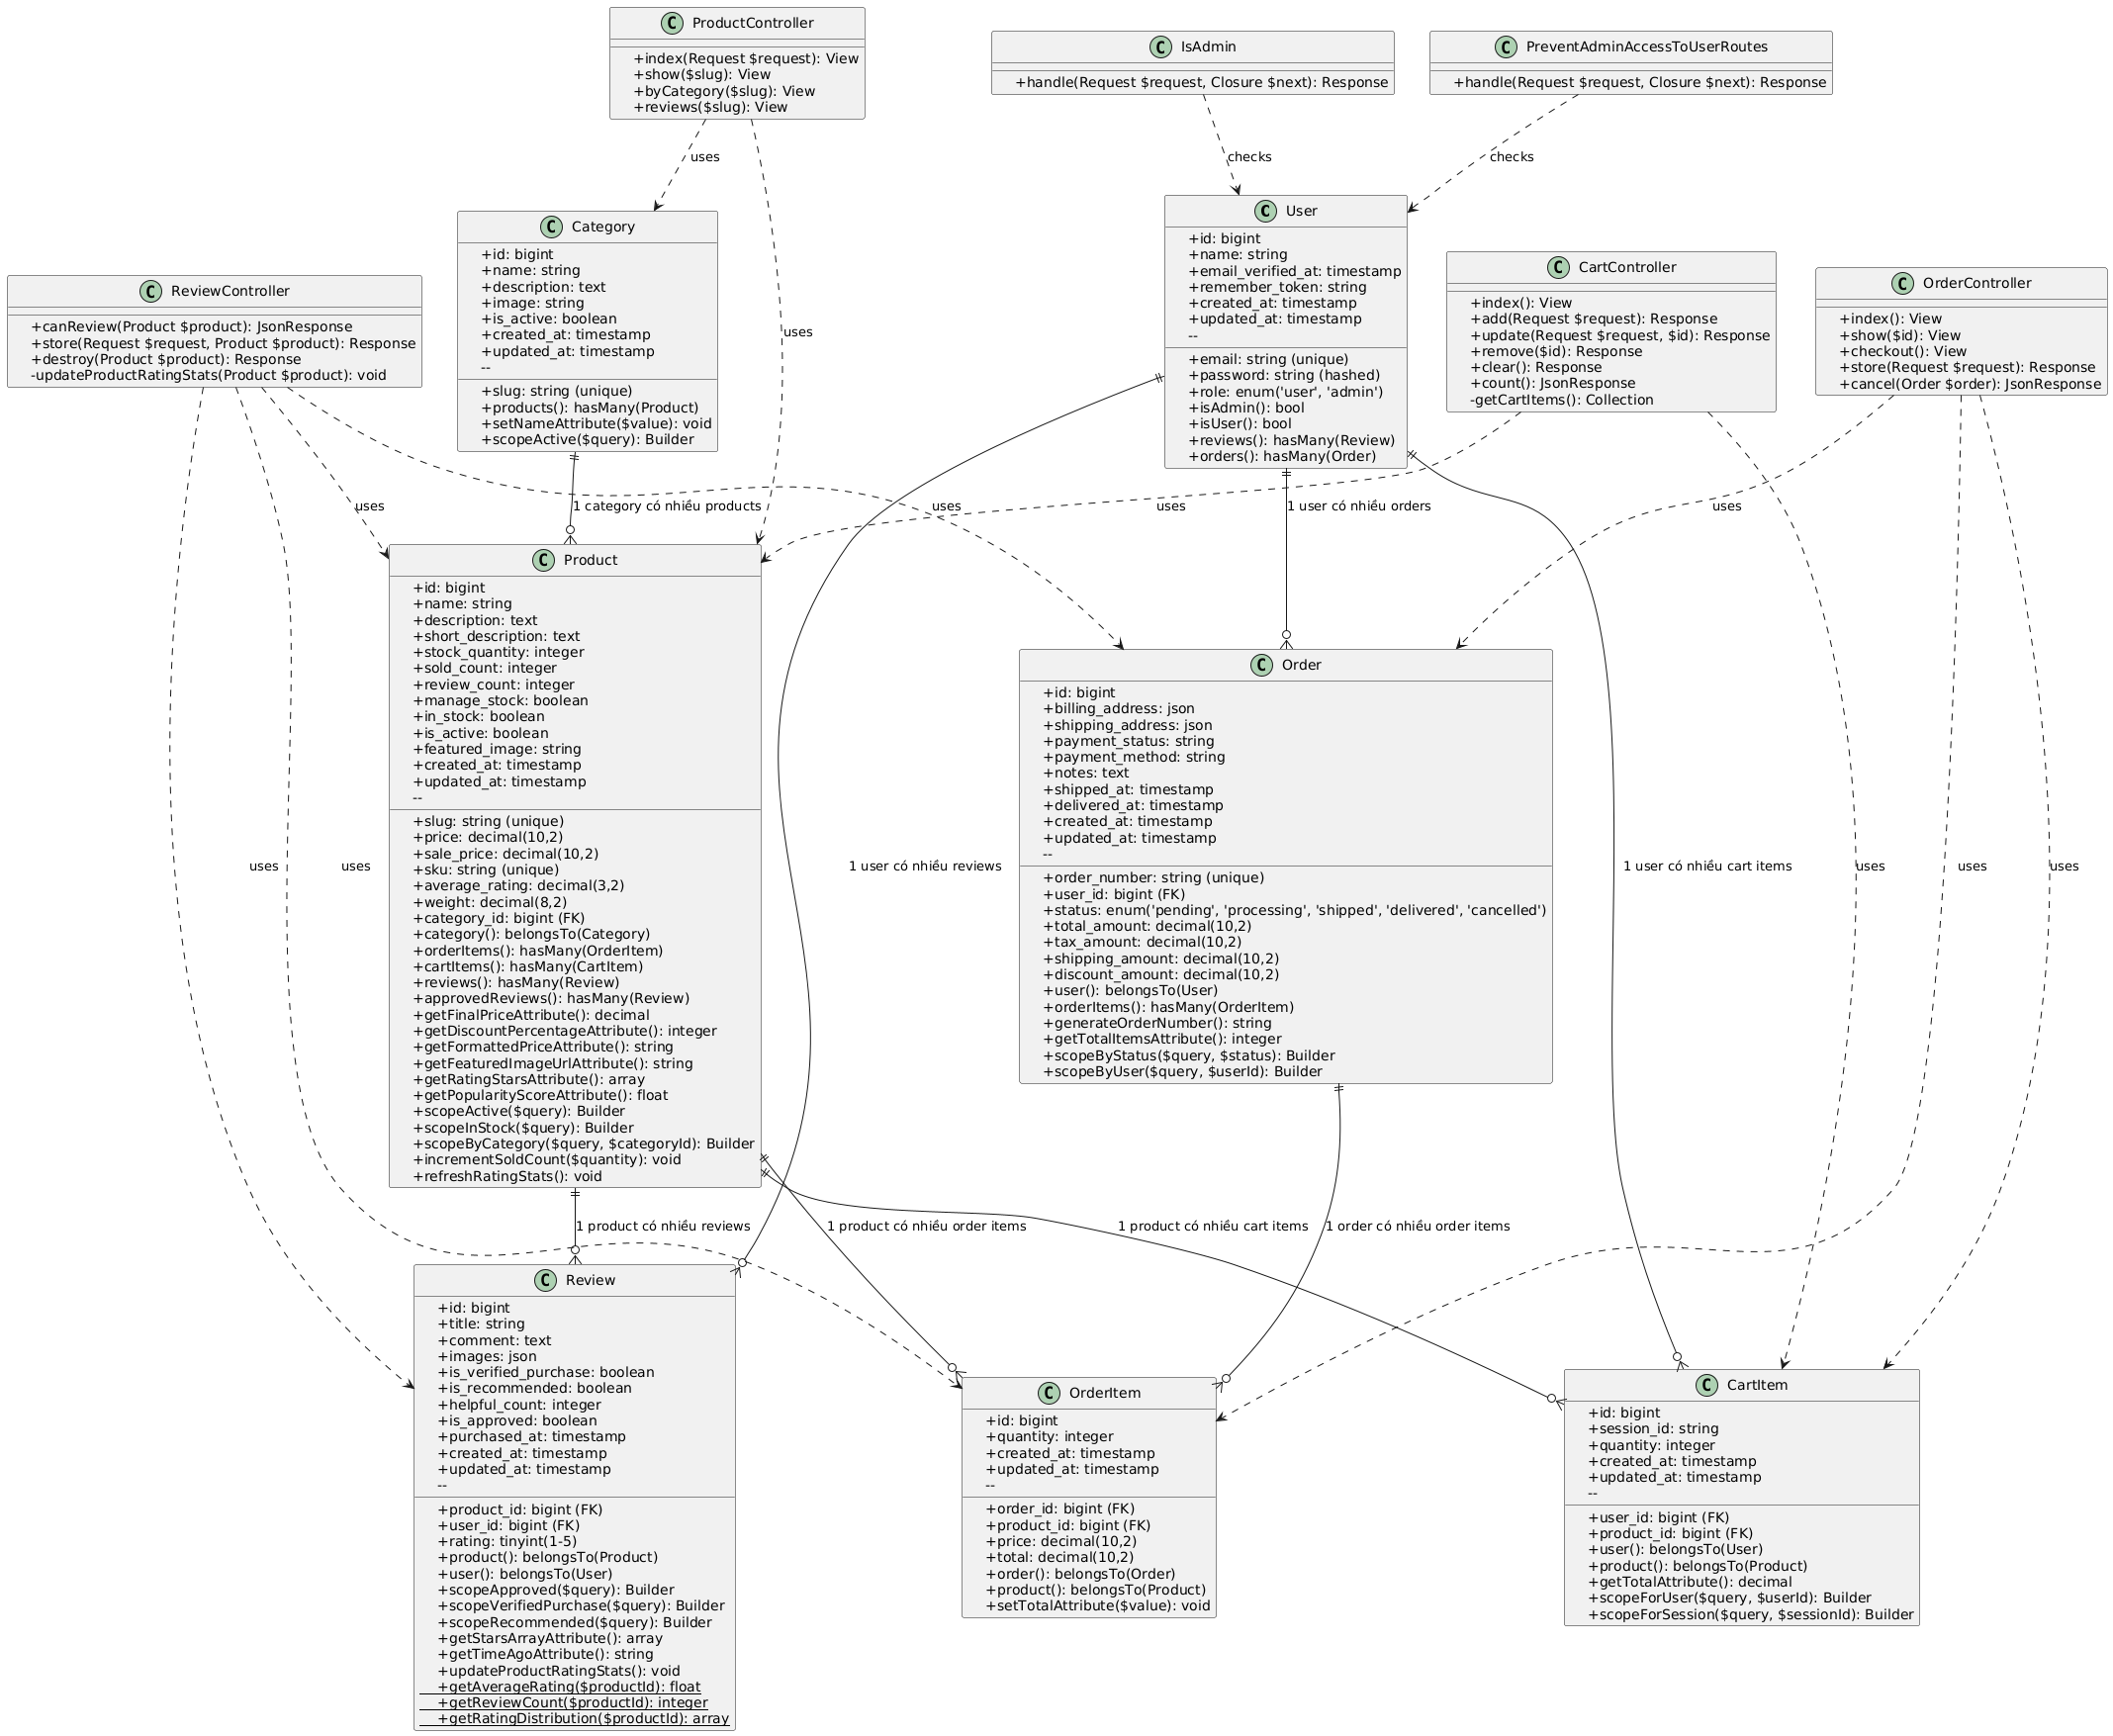 ProductController
+index(Request $request): View
+show($slug): View
+byCategory($slug): View
+reviews($slug): View
IsAdmin
+handle(Request $request, Closure $next): Response
PreventAdminAccessToUserRoutes
+handle(Request $request, Closure $next): Response
uses
checks
checks
Category
+id: bigint
+name: string
+description: text
+image: string
+is_active: boolean
+created_at: timestamp
+updated_at: timestamp
--
+slug: string (unique)
+products(): hasMany(Product)
+setNameAttribute($value): void
+scopeActive($query): Builder
User
+id: bigint
+name: string
+email_verified_at: timestamp
+remember_token: string
+created_at: timestamp
+updated_at: timestamp
--
+email: string (unique)
+password: string (hashed)
+role: enum('user', 'admin')
+isAdmin(): bool
+isUser(): bool
+reviews(): hasMany(Review)
+orders(): hasMany(Order)
CartController
+index(): View
+add(Request $request): Response
+update(Request $request, $id): Response
+remove($id): Response
+clear(): Response
+count(): JsonResponse
-getCartItems(): Collection
OrderController
+index(): View
+show($id): View
+checkout(): View
+store(Request $request): Response
+cancel(Order $order): JsonResponse
ReviewController
+canReview(Product $product): JsonResponse
+store(Request $request, Product $product): Response
+destroy(Product $product): Response
-updateProductRatingStats(Product $product): void
uses
uses
1 category có nhiều products
uses
uses
1 user có nhiều orders
uses
Product
+id: bigint
+name: string
+description: text
+short_description: text
+stock_quantity: integer
+sold_count: integer
+review_count: integer
+manage_stock: boolean
+in_stock: boolean
+is_active: boolean
+featured_image: string
+created_at: timestamp
+updated_at: timestamp
--
+slug: string (unique)
+price: decimal(10,2)
+sale_price: decimal(10,2)
+sku: string (unique)
+average_rating: decimal(3,2)
+weight: decimal(8,2)
+category_id: bigint (FK)
+category(): belongsTo(Category)
+orderItems(): hasMany(OrderItem)
+cartItems(): hasMany(CartItem)
+reviews(): hasMany(Review)
+approvedReviews(): hasMany(Review)
+getFinalPriceAttribute(): decimal
+getDiscountPercentageAttribute(): integer
+getFormattedPriceAttribute(): string
+getFeaturedImageUrlAttribute(): string
+getRatingStarsAttribute(): array
+getPopularityScoreAttribute(): float
+scopeActive($query): Builder
+scopeInStock($query): Builder
+scopeByCategory($query, $categoryId): Builder
+incrementSoldCount($quantity): void
+refreshRatingStats(): void
Order
+id: bigint
+billing_address: json
+shipping_address: json
+payment_status: string
+payment_method: string
+notes: text
+shipped_at: timestamp
+delivered_at: timestamp
+created_at: timestamp
+updated_at: timestamp
--
+order_number: string (unique)
+user_id: bigint (FK)
+status: enum('pending', 'processing', 'shipped', 'delivered', 'cancelled')
+total_amount: decimal(10,2)
+tax_amount: decimal(10,2)
+shipping_amount: decimal(10,2)
+discount_amount: decimal(10,2)
+user(): belongsTo(User)
+orderItems(): hasMany(OrderItem)
+generateOrderNumber(): string
+getTotalItemsAttribute(): integer
+scopeByStatus($query, $status): Builder
+scopeByUser($query, $userId): Builder
uses
uses
1 user có nhiều reviews
1 user có nhiều cart items
uses
uses
uses
1 product có nhiều reviews
1 product có nhiều order items
1 product có nhiều cart items
1 order có nhiều order items
Review
+id: bigint
+title: string
+comment: text
+images: json
+is_verified_purchase: boolean
+is_recommended: boolean
+helpful_count: integer
+is_approved: boolean
+purchased_at: timestamp
+created_at: timestamp
+updated_at: timestamp
--
+product_id: bigint (FK)
+user_id: bigint (FK)
+rating: tinyint(1-5)
+product(): belongsTo(Product)
+user(): belongsTo(User)
+scopeApproved($query): Builder
+scopeVerifiedPurchase($query): Builder
+scopeRecommended($query): Builder
+getStarsArrayAttribute(): array
+getTimeAgoAttribute(): string
+updateProductRatingStats(): void
+getAverageRating($productId): float
+getReviewCount($productId): integer
+getRatingDistribution($productId): array
OrderItem
+id: bigint
+quantity: integer
+created_at: timestamp
+updated_at: timestamp
--
+order_id: bigint (FK)
+product_id: bigint (FK)
+price: decimal(10,2)
+total: decimal(10,2)
+order(): belongsTo(Order)
+product(): belongsTo(Product)
+setTotalAttribute($value): void
CartItem
+id: bigint
+session_id: string
+quantity: integer
+created_at: timestamp
+updated_at: timestamp
--
+user_id: bigint (FK)
+product_id: bigint (FK)
+user(): belongsTo(User)
+product(): belongsTo(Product)
+getTotalAttribute(): decimal
+scopeForUser($query, $userId): Builder
+scopeForSession($query, $sessionId): Builder